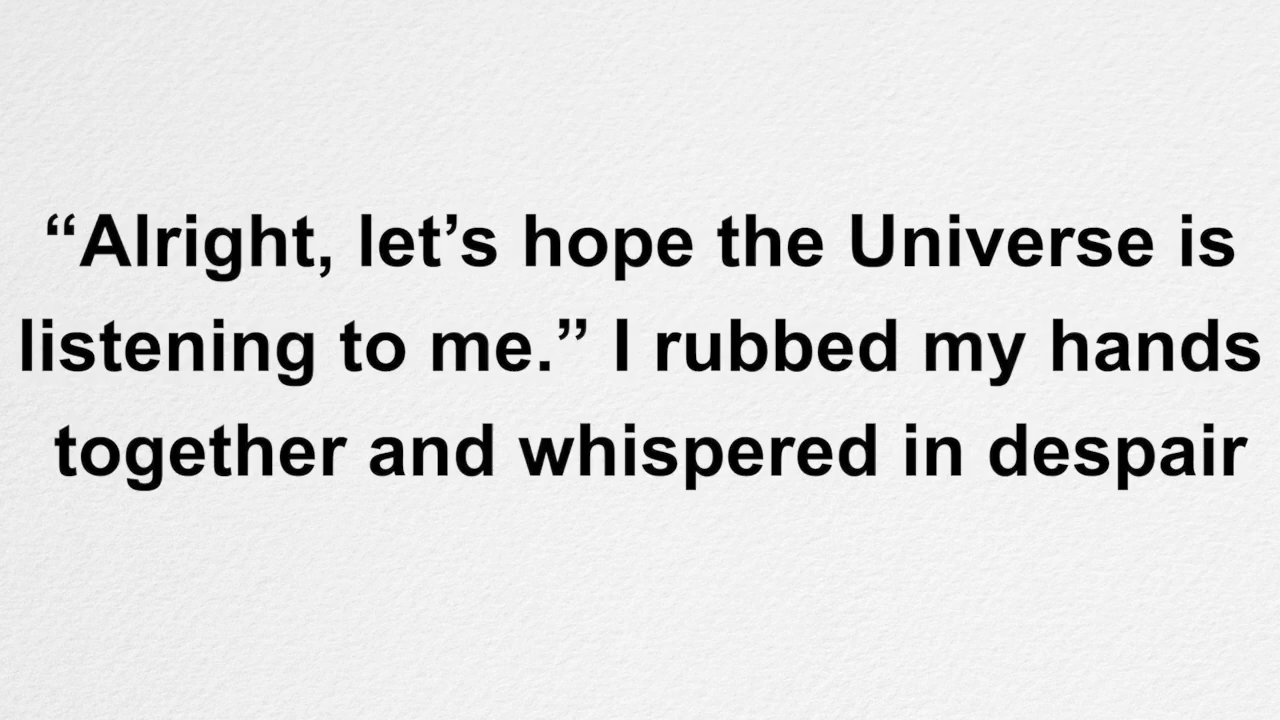 “Alright, let’s hope the Universe is
listening to me.” I rubbed my hands
together and whispered in despair